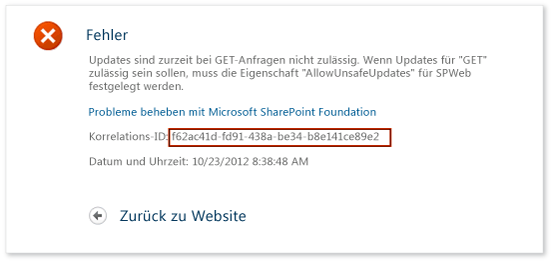 Fehler
Updates sind zurzeit bei GET-Anfragen nicht zulässig. Wenn Updates für "GET"
zulässig sein sollen, muss die Eigenschaft "AllowUnsafeUpdates" für SPWeb
festgelegt werden.
Probleme beheben mit Microsoft SharePoint Foundation
Korrelations-ID: f62ac41d-fd91-438a-be34-b8e141ce89e2
Datum und Uhrzeit: 10/23/2012 8:38:48 AM
Zurück zu Website